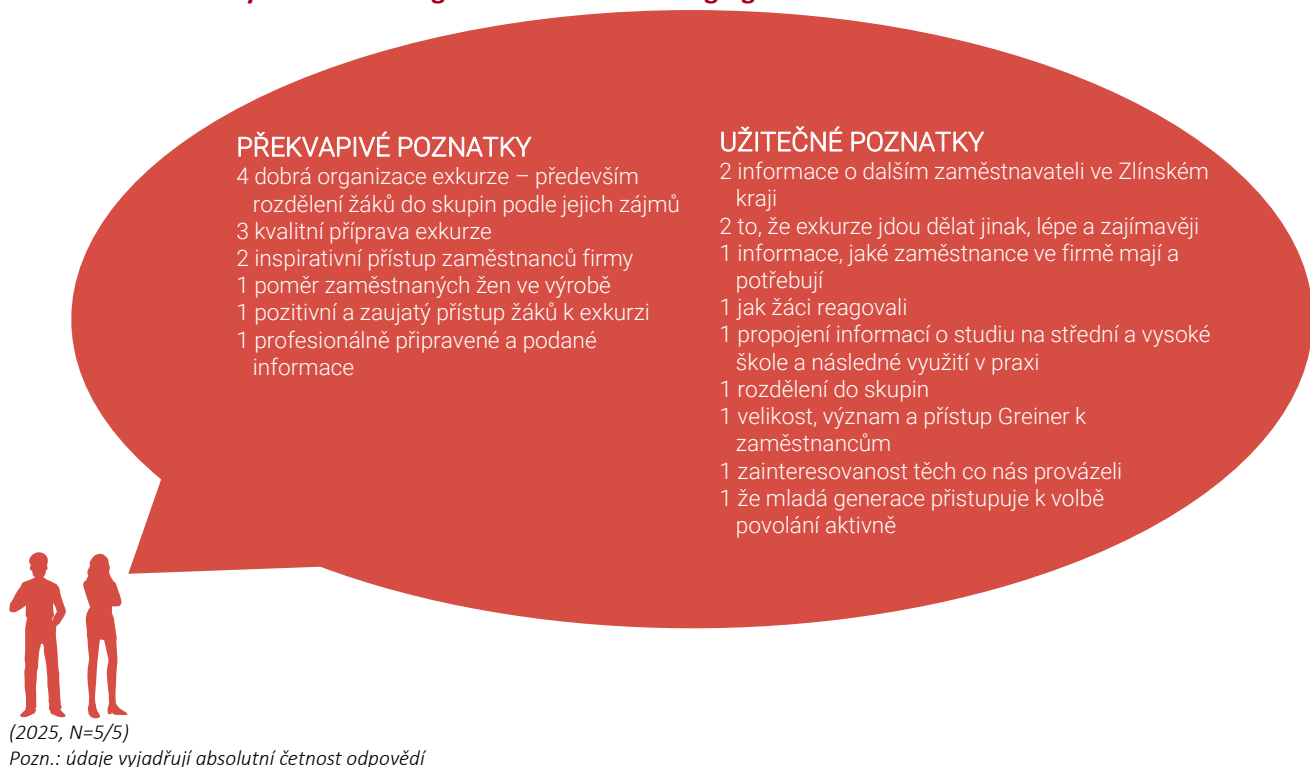 PŘEKVAPIVÉ POZNATKY
4 dobrá organizace exkurze – především
rozdělení žáků do skupin podle jejich zájmů
3 kvalitní příprava exkurze
2 inspirativní přístup zaměstnanců firmy
1 poměr zaměstnaných žen ve výrobě
1 pozitivní a zaujatý přístup žáků k exkurzi
1 profesionálně připravené a podané
informace
UŽITEČNÉ POZNATKY
2 informace o dalším zaměstnavateli ve Zlínském
kraji
2 to, že exkurze jdou dělat jinak, lépe a zajímavěji
1 informace, jaké zaměstnance ve firmě mají a
potřebují
1 jak žáci reagovali
1 propojení informací o studiu na střední a vysoké
škole a následné využití v praxi
1 rozdělení do skupin
1 velikost, význam a přístup Greiner k
zaměstnancům
1 zainteresovanost těch co nás provázeli
1 že mladá generace přistupuje k volbě
povolání aktivně
(2025, N=5/5)
Pozn.: údaje vyjadřují absolutní četnost odpovědí